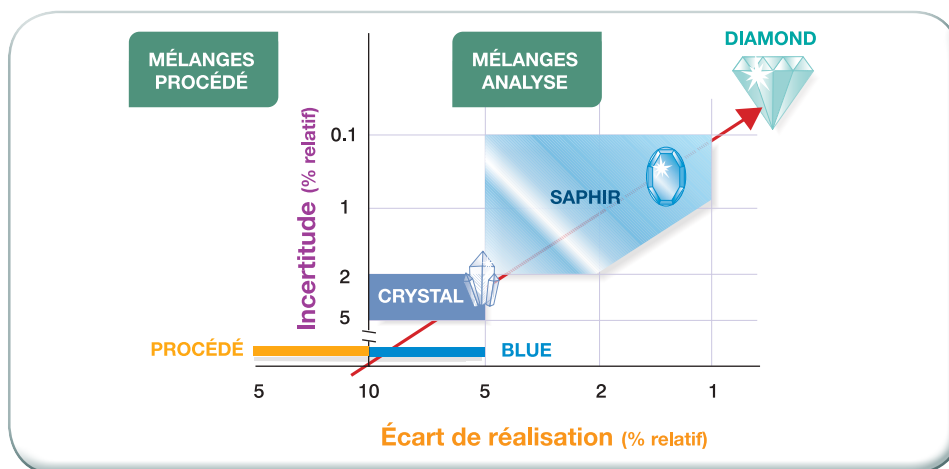 MÉLANGES
PROCÉDÉ
MÉLANGES
ANALYSE
DIAMOND
Incertitude (% relatif)
0.1
1
2
5
SAPHIR
CRYSTAL
PROCÉDÉ
BLUE
5 10 5 2 1
Écart de réalisation (% relatif)